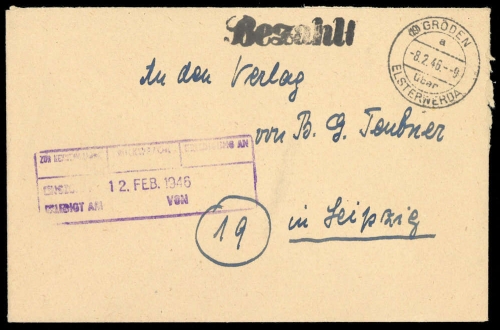 Bezahlt
(19) GRÖDEN
a
-8.2.46.--9
über
ELSTERWERDA
An den Verlag
von B. G. Teubner
12. FEB. 1946
ERLEDIGT AM VON
19
in Leipzig